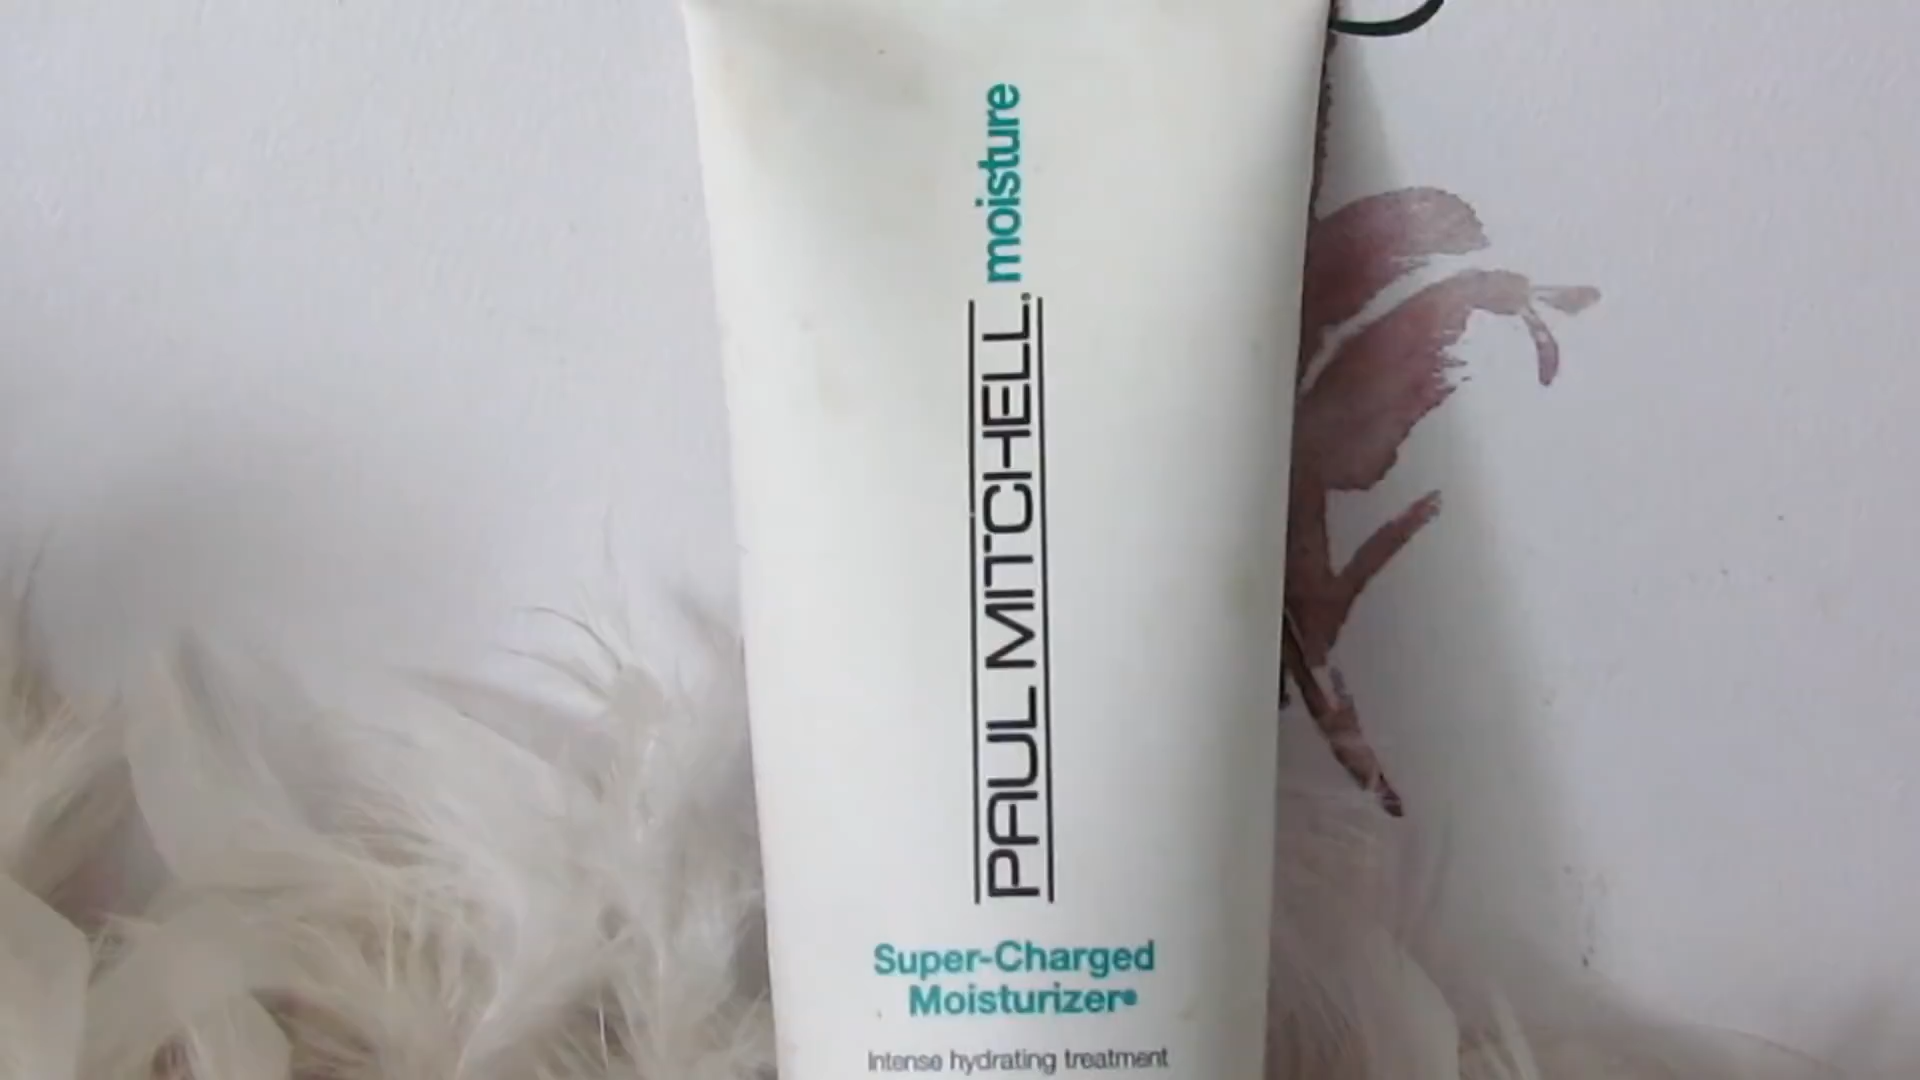 PAUL MITCHELL® moisture
Super-Charged
Moisturizer®
Intense hydrating treatment